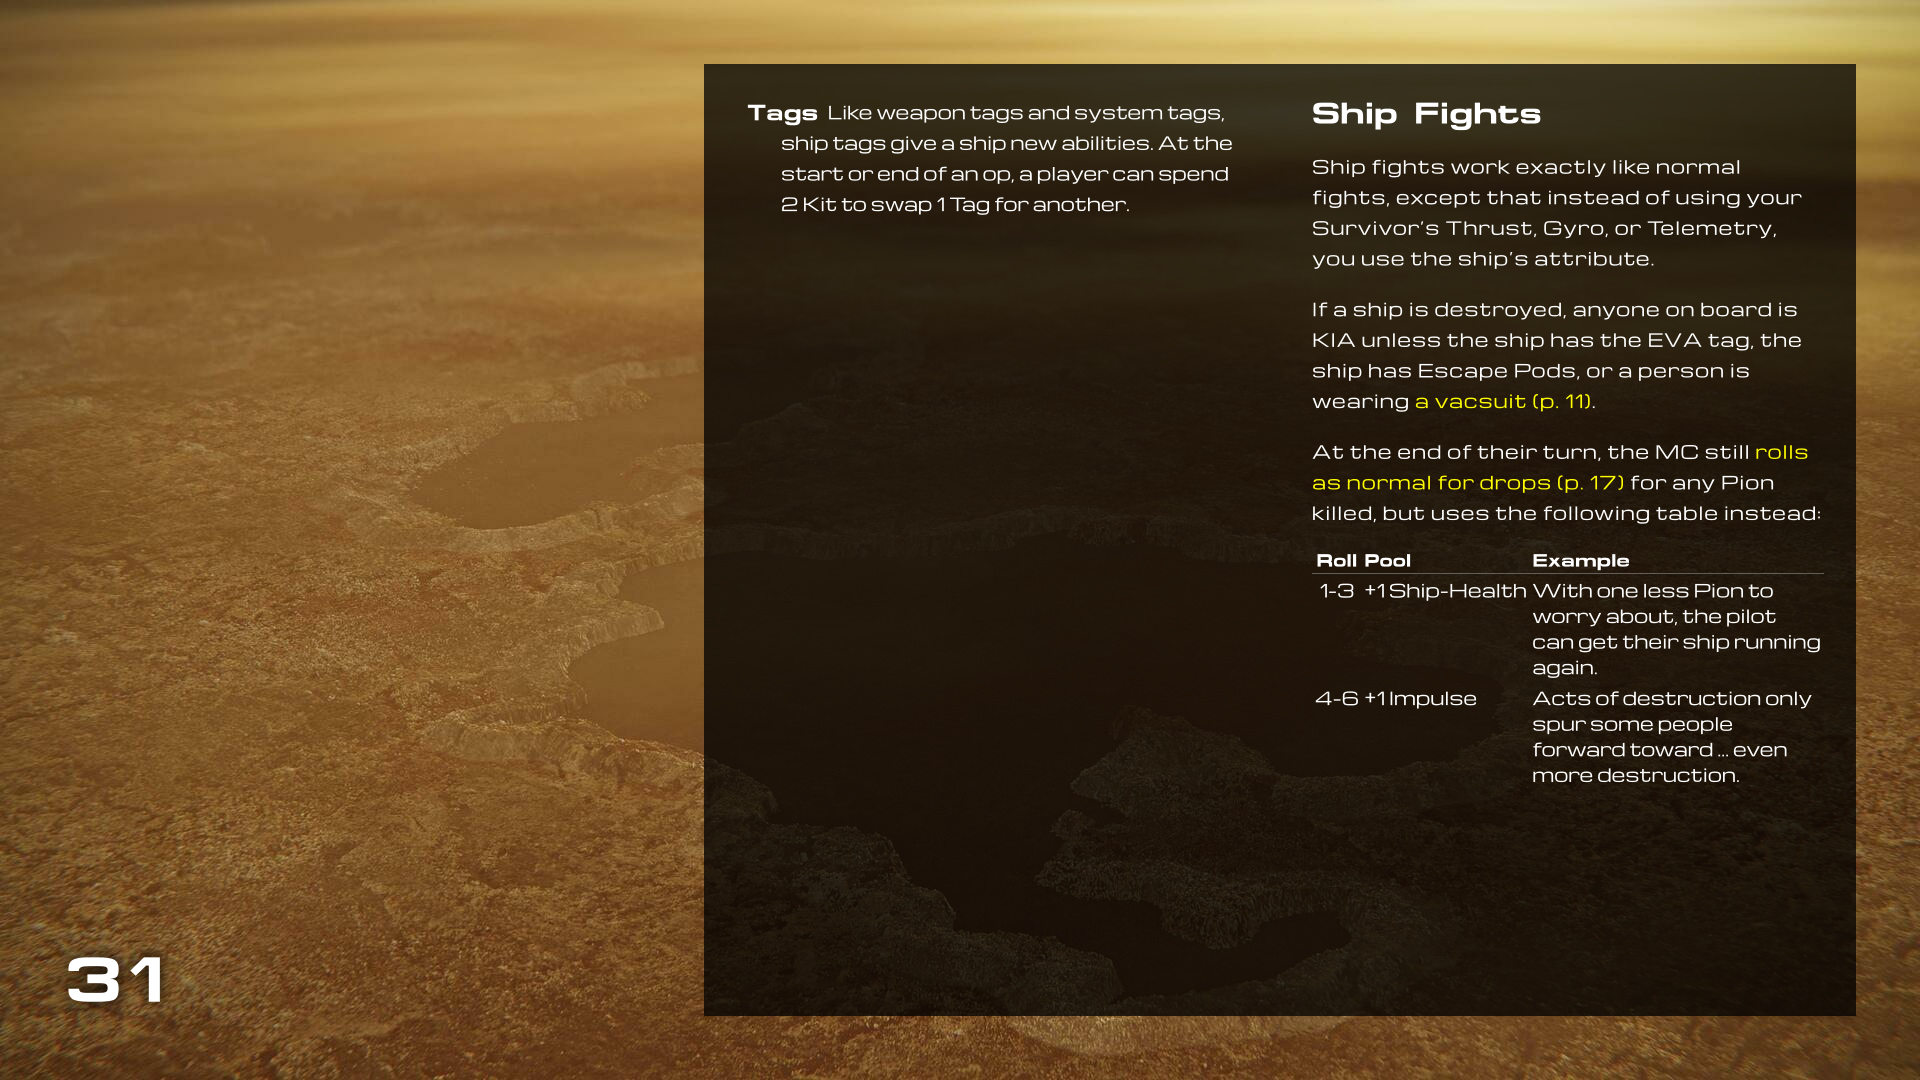 Tags Like weapon tags and system tags,
ship tags give a ship new abilities. At the
start or end of an op, a player can spend
2 Kit to swap 1 Tag for another.
Ship Fights
Ship fights work exactly like normal
fights, except that instead of using your
Survivor’s Thrust, Gyro, or Telemetry,
you use the ship’s attribute.
If a ship is destroyed, anyone on board is
KIA unless the ship has the EVA tag, the
ship has Escape Pods, or a person is
wearing a vacsuit (p. 11).
At the end of their turn, the MC still rolls
as normal for drops (p. 17) for any Pion
killed, but uses the following table instead:
Roll Pool Example
1-3 +1 Ship-Health With one less Pion to
worry about, the pilot
can get their ship running
again.
4-6 +1 Impulse Acts of destruction only
spur some people
forward toward ... even
more destruction.
31